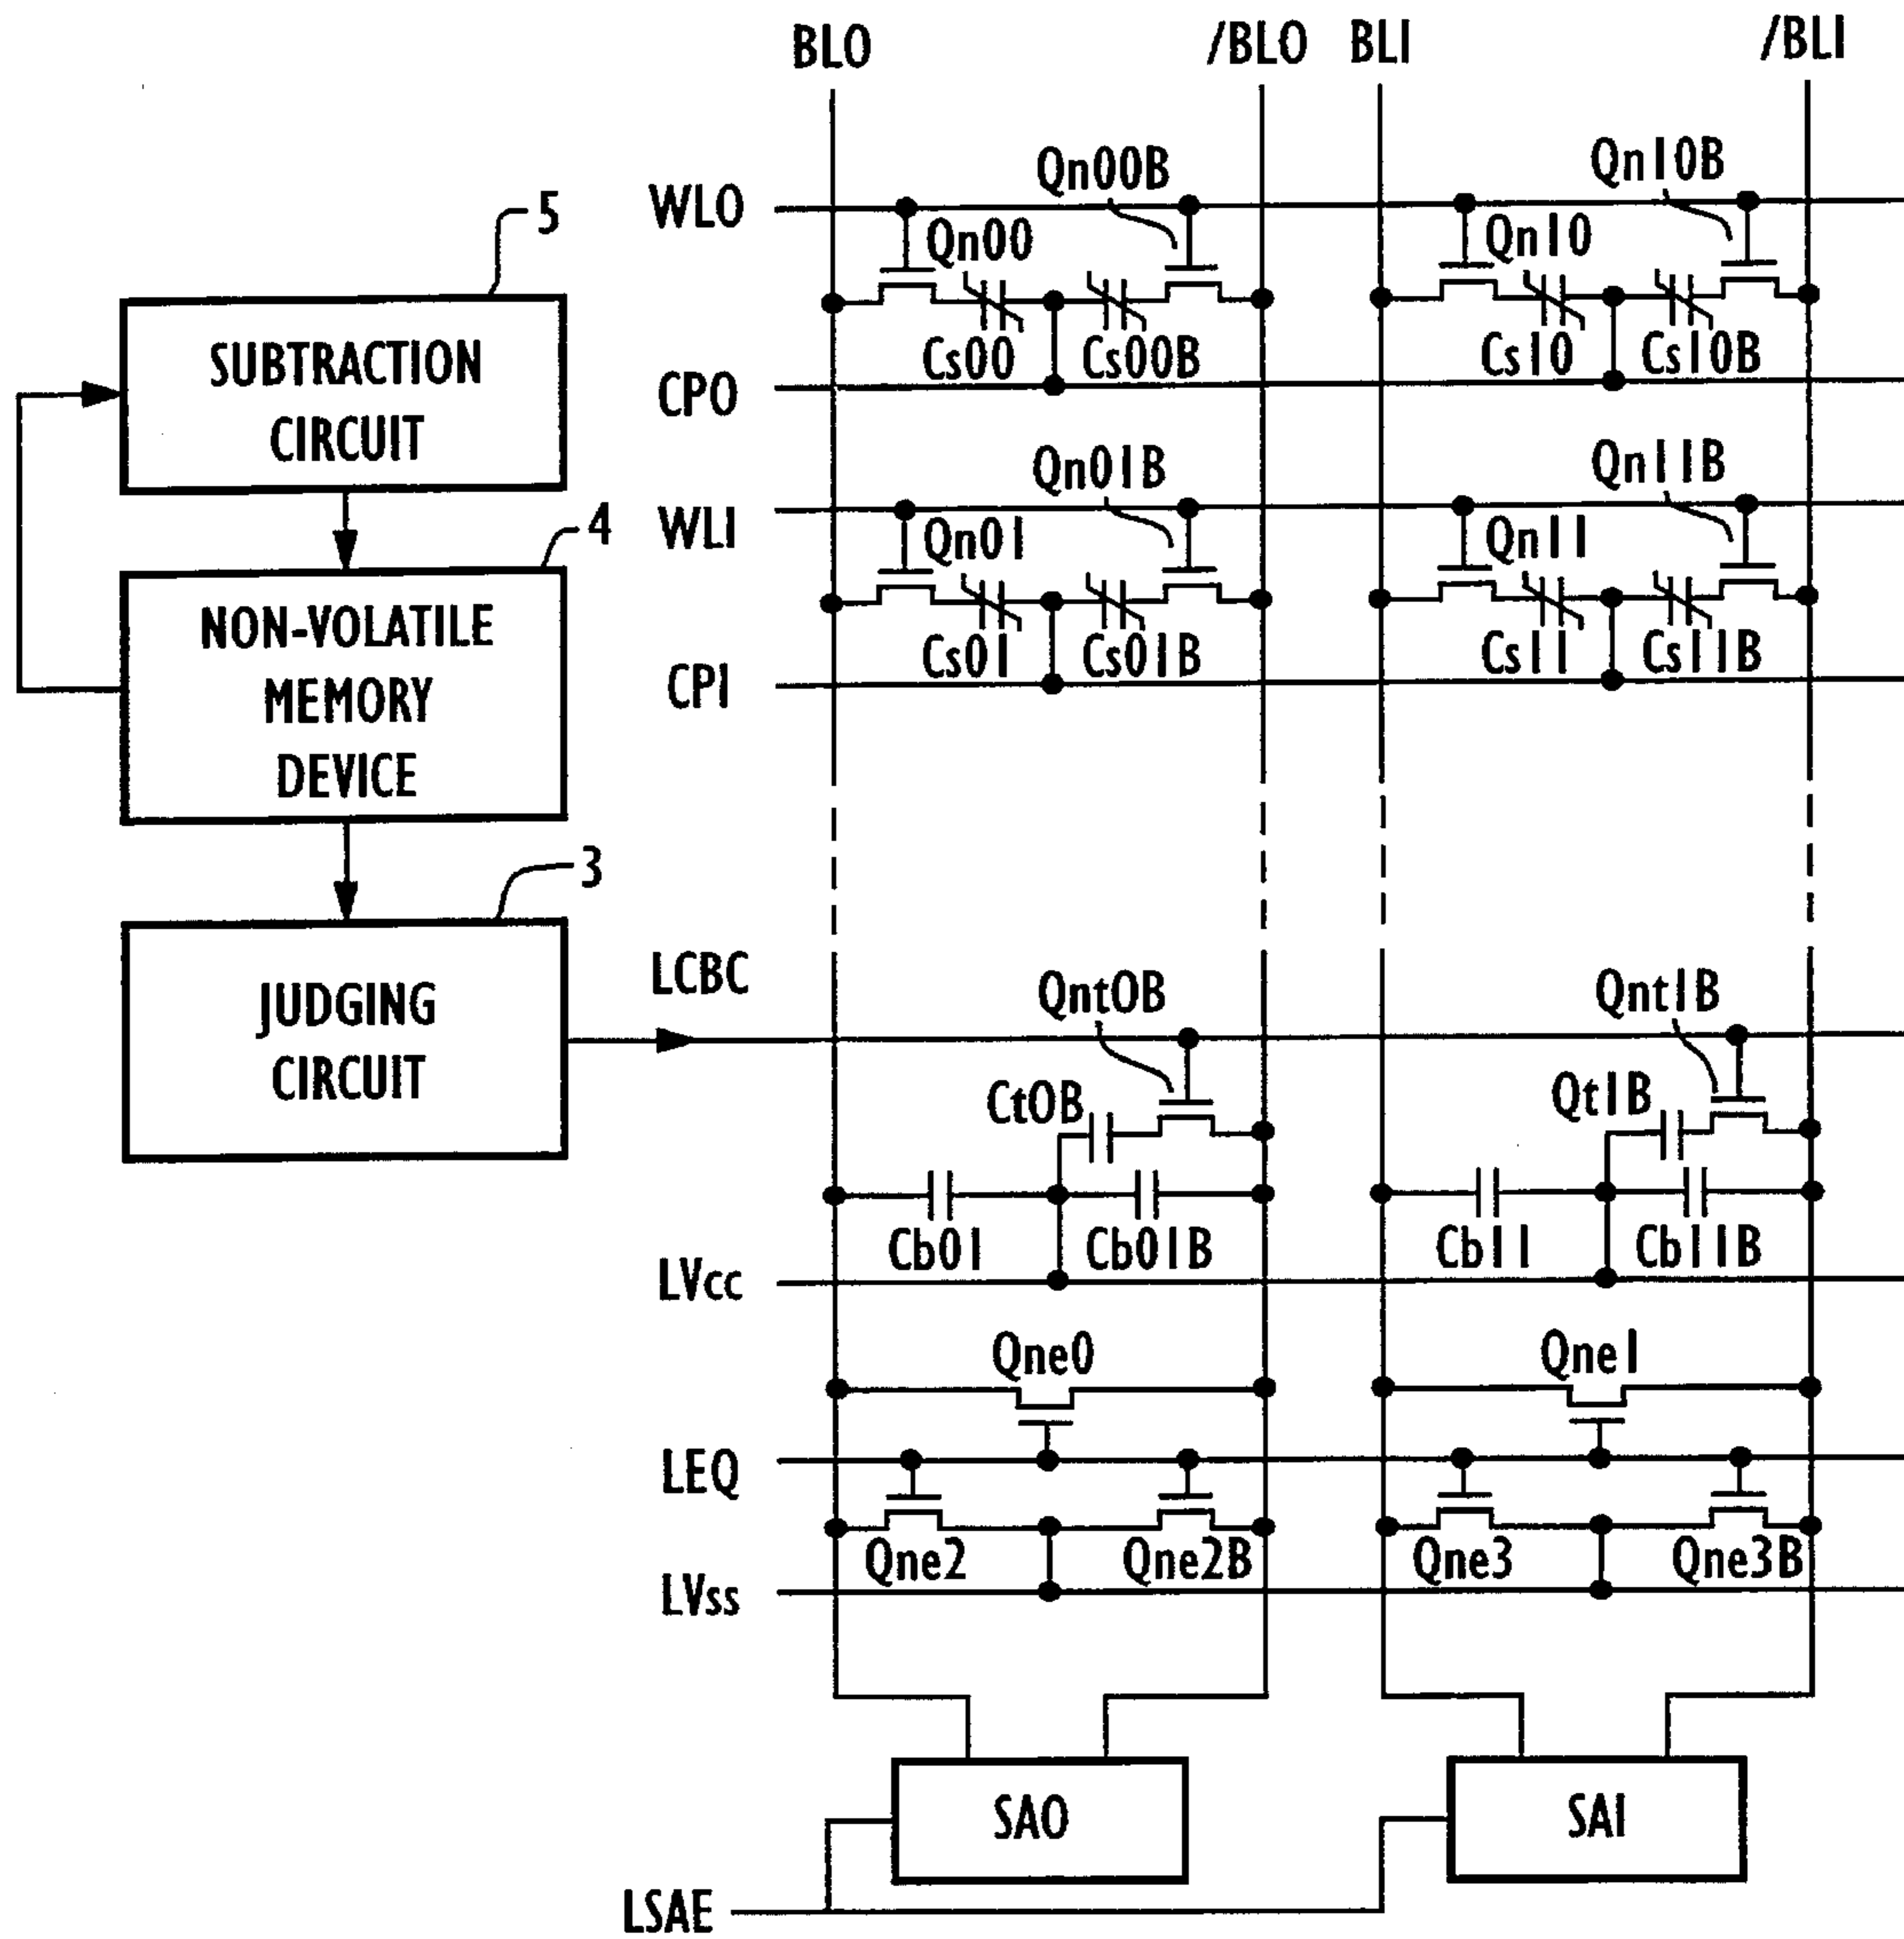 BL0 /BL0 BL1 /BL1
Qn00B Qn10B
WL0
Qn00 Qn10
5
SUBTRACTION
CIRCUIT
Cs00 Cs00B Cs10 Cs10B
CP0
Qn01B Qn11B
WL1
Qn01 Qn11
4
NON-VOLATILE
MEMORY
DEVICE
Cs01 Cs01B Cs11 Cs11B
CP1
3
JUDGING
CIRCUIT
LCBC
Qnt0B Qnt1B
Ct0B Qt1B
Cb01 Cb01B Cb11 Cb11B
LVcc
Qne0 Qne1
LEQ
Qne2 Qne2B Qne3 Qne3B
LVss
SA0 SA1
LSAE